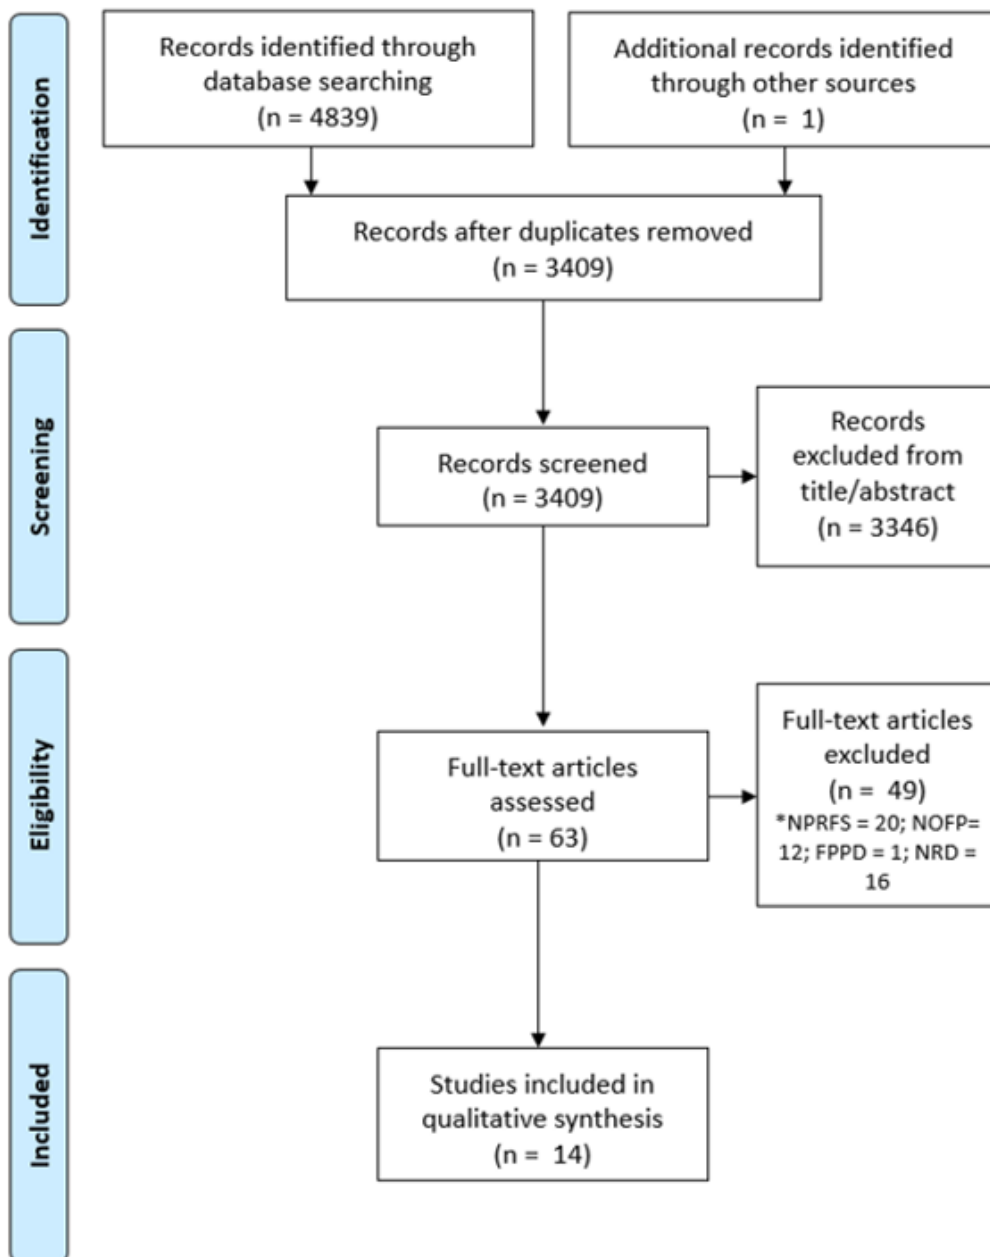 Identification
Records identified through
database searching
(n = 4839)
Additional records identified
through other sources
(n =  1)
Records after duplicates removed
(n = 3409)
Screening
Records screened
(n = 3409)
Records
excluded from
title/abstract
(n = 3346)
Eligibility
Full-text articles
assessed
(n = 63)
Full-text articles
excluded
(n =  49)
*NPRFS = 20; NOFP=
12; FPPD = 1; NRD =
16
Included
Studies included in
qualitative synthesis
(n =  14)